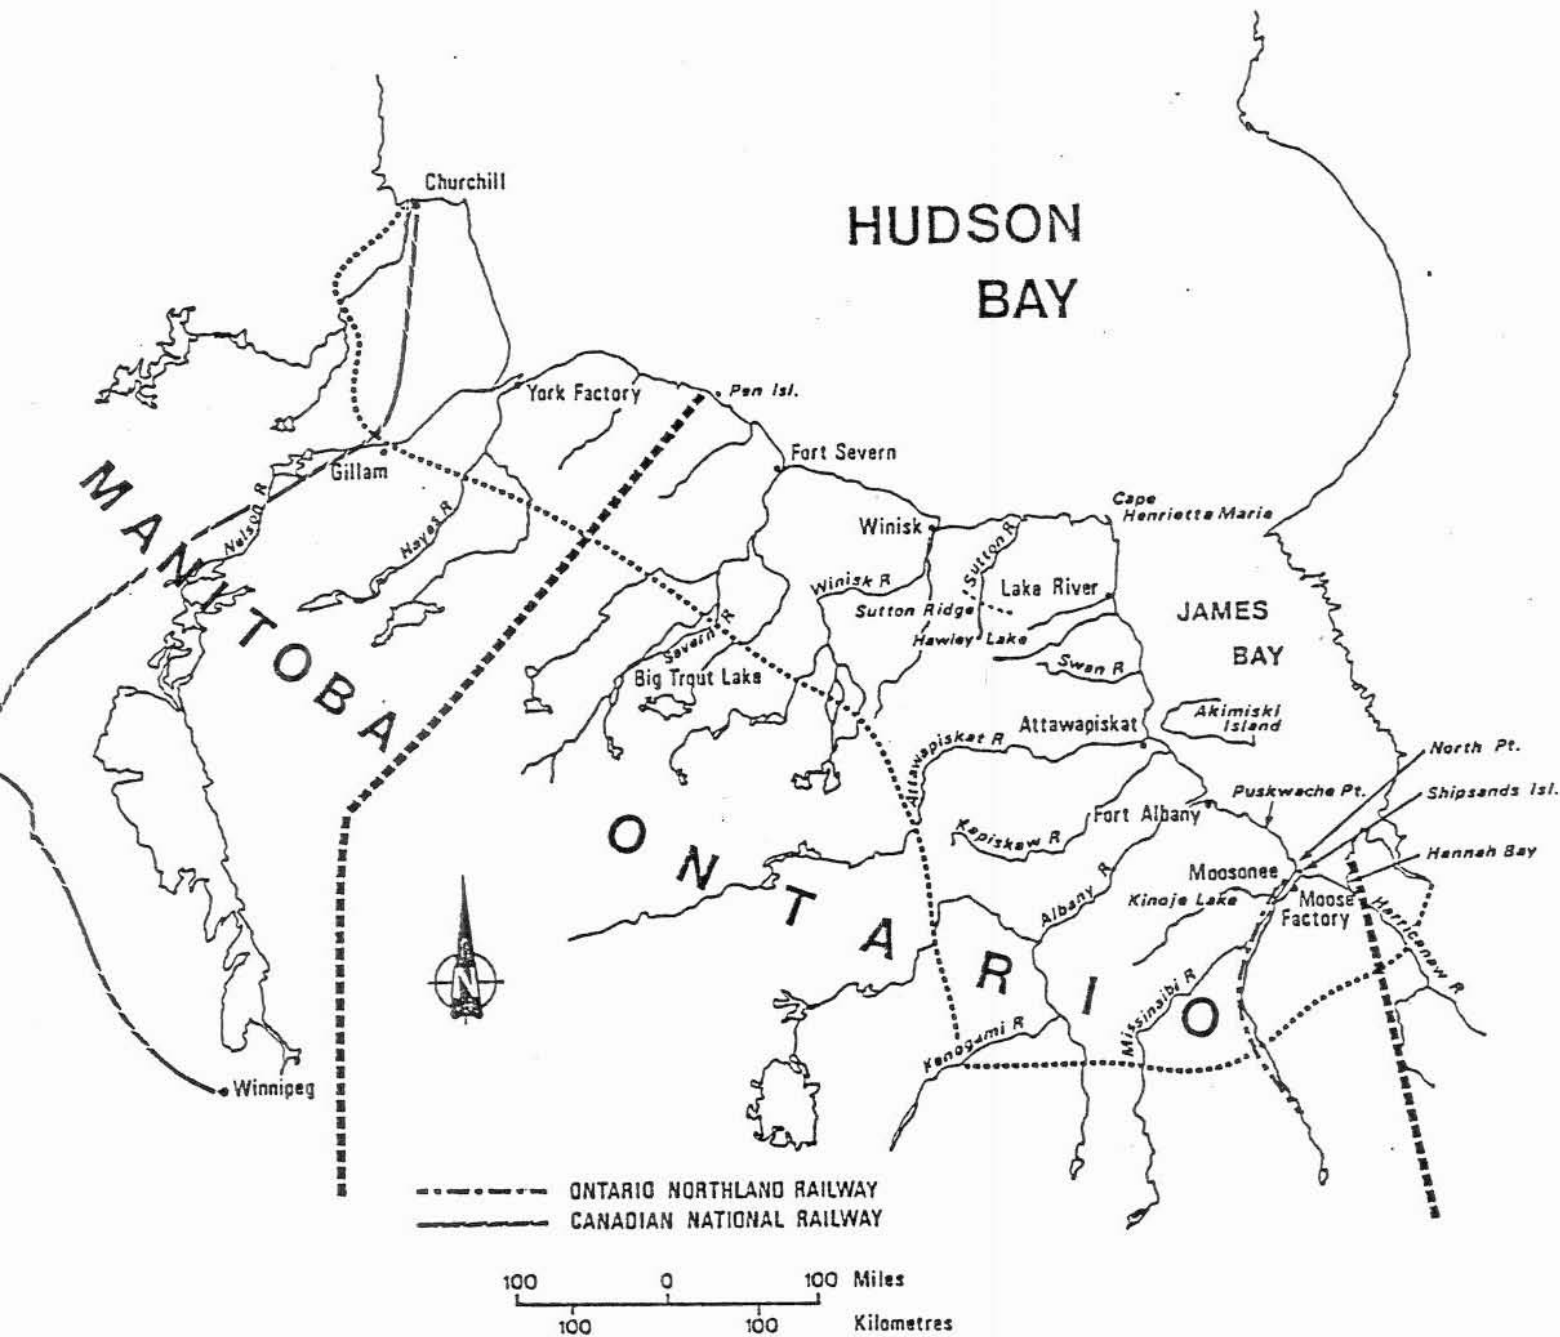 Churchill
HUDSON
BAY
York Factory
Pen Isl.
Fort Severn
Gillam
MANITOBA
Nelson R
Hayes R
Cape
Henrietta Maria
Winisk
Sutton R
Winisk R
Lake River
Sutton Ridge
Hawley Lake
JAMES
BAY
Severn R
Big Trout Lake
Swan R
Akimiski
Island
Attawapiskat
Attawapiskat R
North Pt.
Puskwache Pt.
Shipsands Isl.
Fort Albany
Kapiskaw R
Hannah Bay
ONTARIO
Moosonee
Kinoje Lake
Moose
Factory
Albany R
Harricanaw R
Missinaibi R
N
Kenogami R
Winnipeg
ONTARIO NORTHLAND RAILWAY
CANADIAN NATIONAL RAILWAY
100 0 100 Miles
100 100 Kilometres